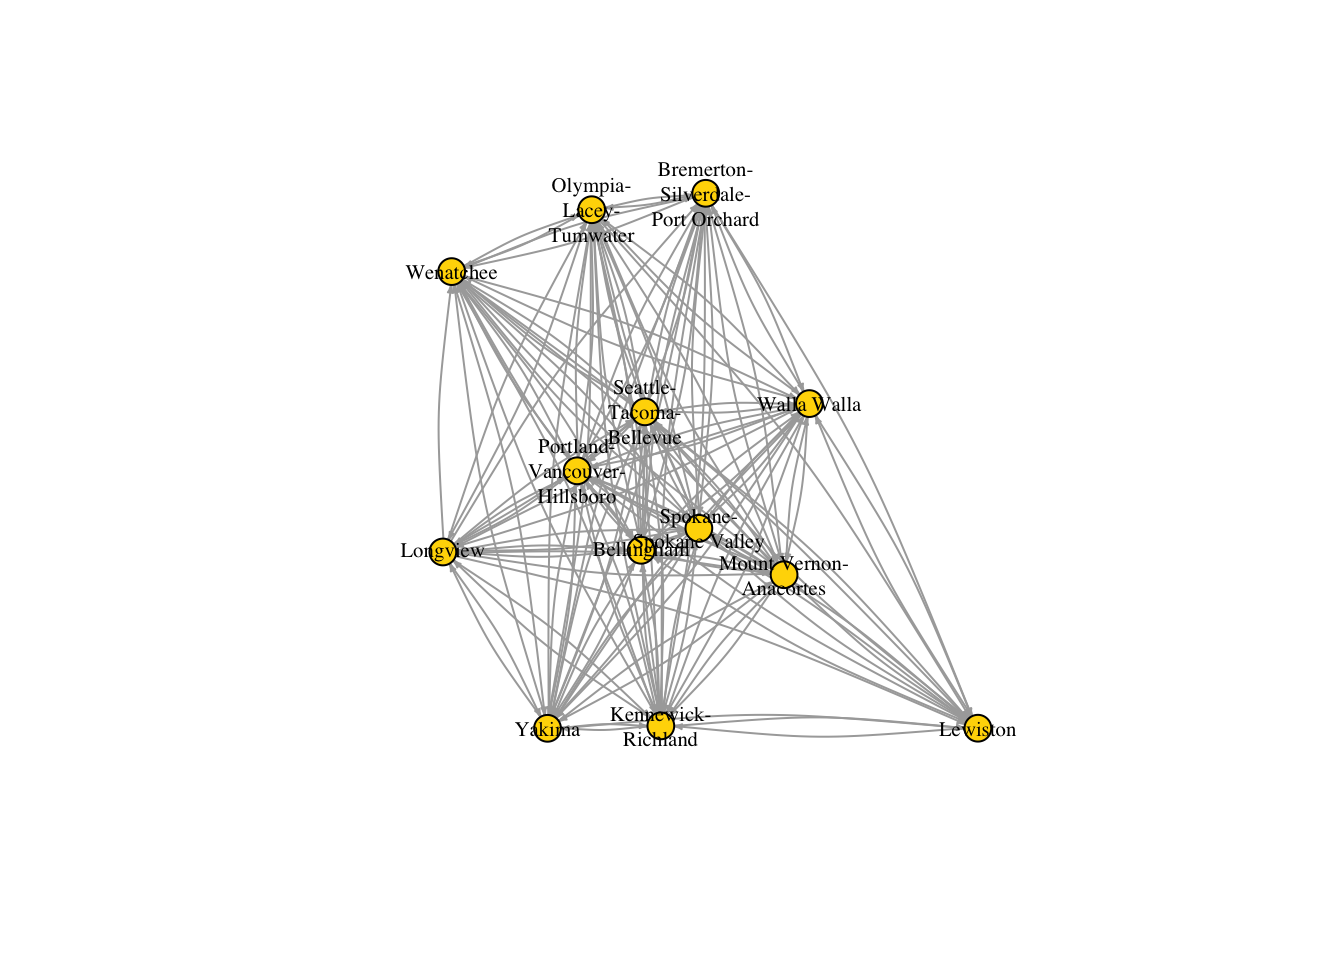 Bremerton-
Silverdale-
Port Orchard
Olympia-
Lacey-
Tumwater
Wenatchee
Seattle-
Tacoma-
Bellevue
Walla Walla
Portland-
Vancouver-
Hillsboro
Spokane-
Spokane Valley
Bellingham
Longview
Mount Vernon-
Anacortes
Kennewick-
Richland
Yakima
Lewiston